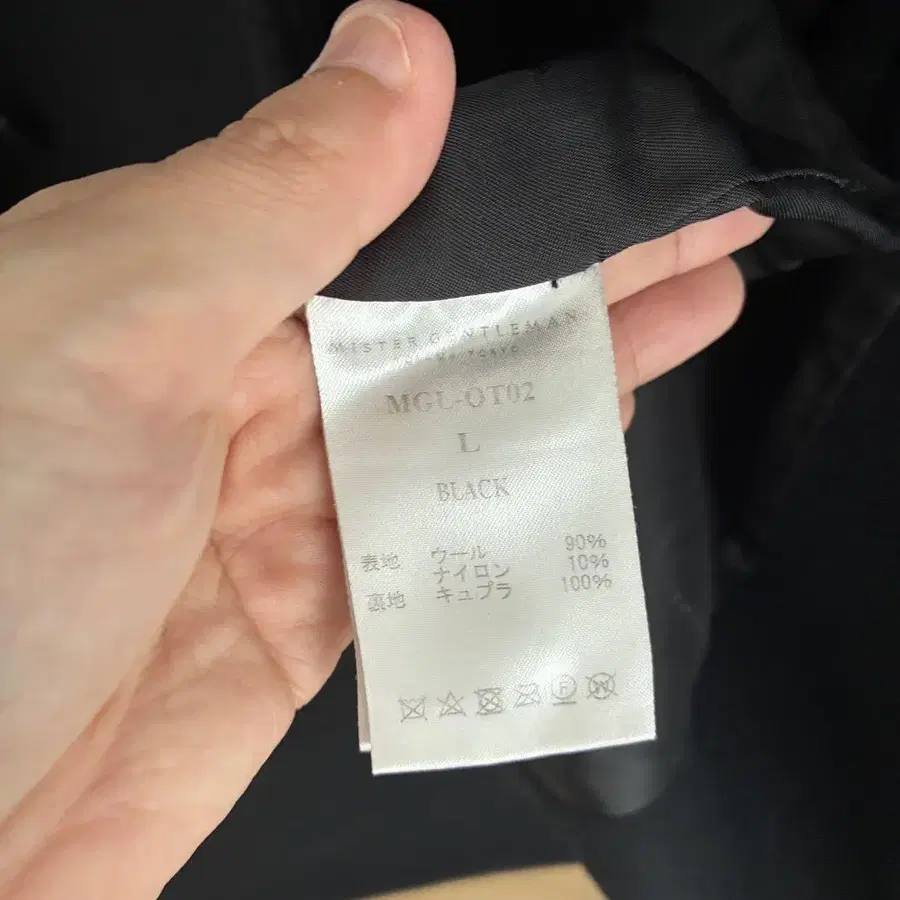 MISTER GENTLEMAN
TOKYO
MGL-OT02
L
BLACK
表地 ウール 90%
ナイロン 10%
裏地 キュプラ 100%
F W